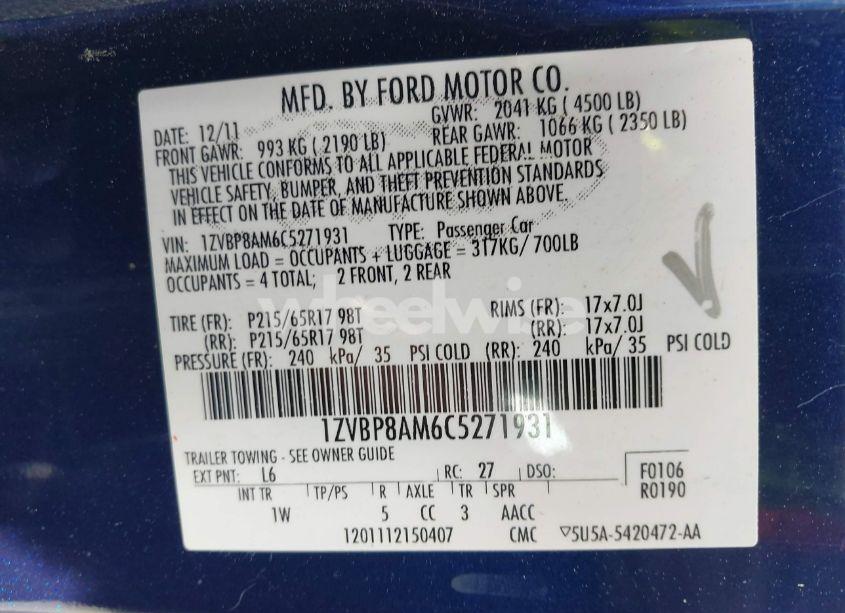 MFD. BY FORD MOTOR CO.
DATE: 12/11 GVWR: 2041 KG ( 4500 LB)
FRONT GAWR: 993 KG ( 2190 LB) REAR GAWR: 1066 KG ( 2350 LB)
THIS VEHICLE CONFORMS TO ALL APPLICABLE FEDERAL MOTOR
VEHICLE SAFETY, BUMPER, AND THEFT PREVENTION STANDARDS
IN EFFECT ON THE DATE OF MANUFACTURE SHOWN ABOVE.
VIN: 1ZVBP8AM6C5271931 TYPE: Passenger Car
MAXIMUM LOAD = OCCUPANTS + LUGGAGE = 317KG/ 700LB
OCCUPANTS = 4 TOTAL; 2 FRONT, 2 REAR
wheelwise
TIRE (FR): P215/65R17 98T RIMS (FR): 17x7.0J
(RR): P215/65R17 98T (RR): 17x7.0J
PRESSURE (FR): 240 kPa/ 35 PSI COLD (RR): 240 kPa/ 35 PSI COLD
1ZVBP8AM6C5271931
TRAILER TOWING - SEE OWNER GUIDE
EXT PNT: L6 RC: 27 DSO: F0106
INT TR TP/PS R AXLE TR SPR R0190
1W 5 CC 3 AACC
1201112150407 CMC ▽5U5A-5420472-AA